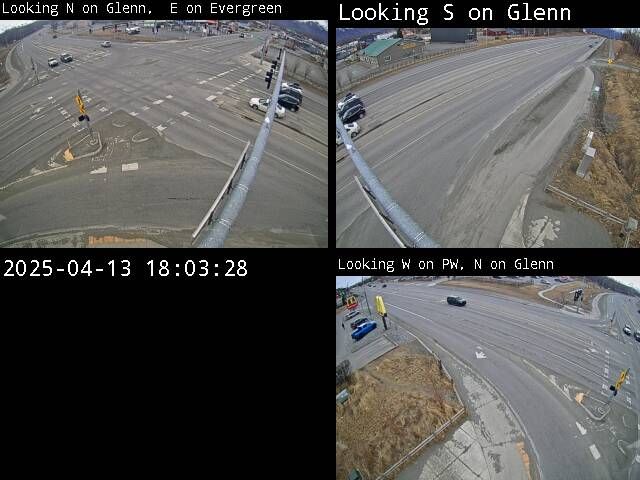 Looking N on Glenn, E on Evergreen
Looking S on Glenn
2025-04-13 18:03:28
Looking W on PW, N on Glenn